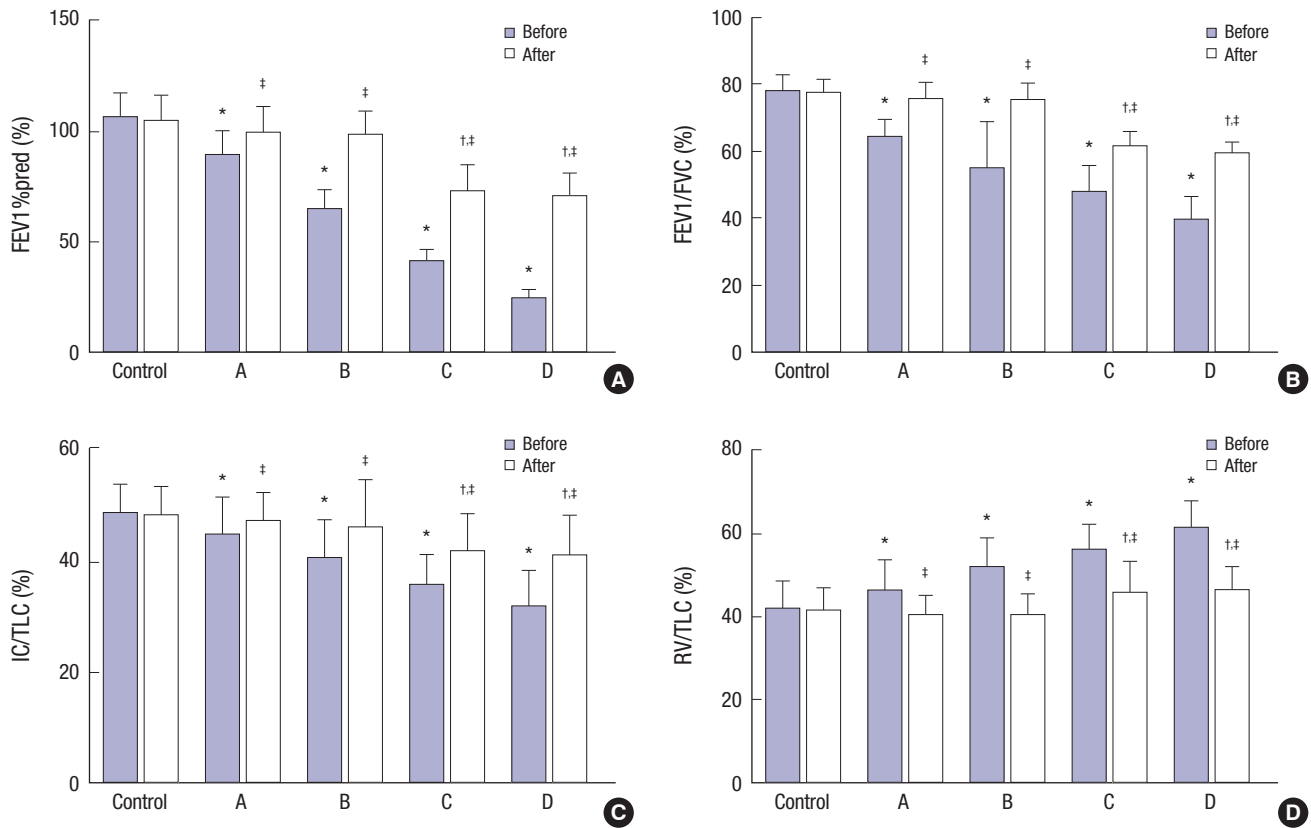 150
100
50
0
FEV1%pred (%)
Before
After
*
‡
*
‡
*
†,‡
*
†,‡
Control A B C D
A
100
80
60
40
20
0
FEV1/FVC (%)
Before
After
*
‡
*
‡
*
†,‡
*
†,‡
Control A B C D
B
60
40
20
0
IC/TLC (%)
Before
After
*
‡
*
‡
*
†,‡
*
†,‡
Control A B C D
C
80
60
40
20
0
RV/TLC (%)
Before
After
*
‡
*
‡
*
†,‡
*
†,‡
Control A B C D
D